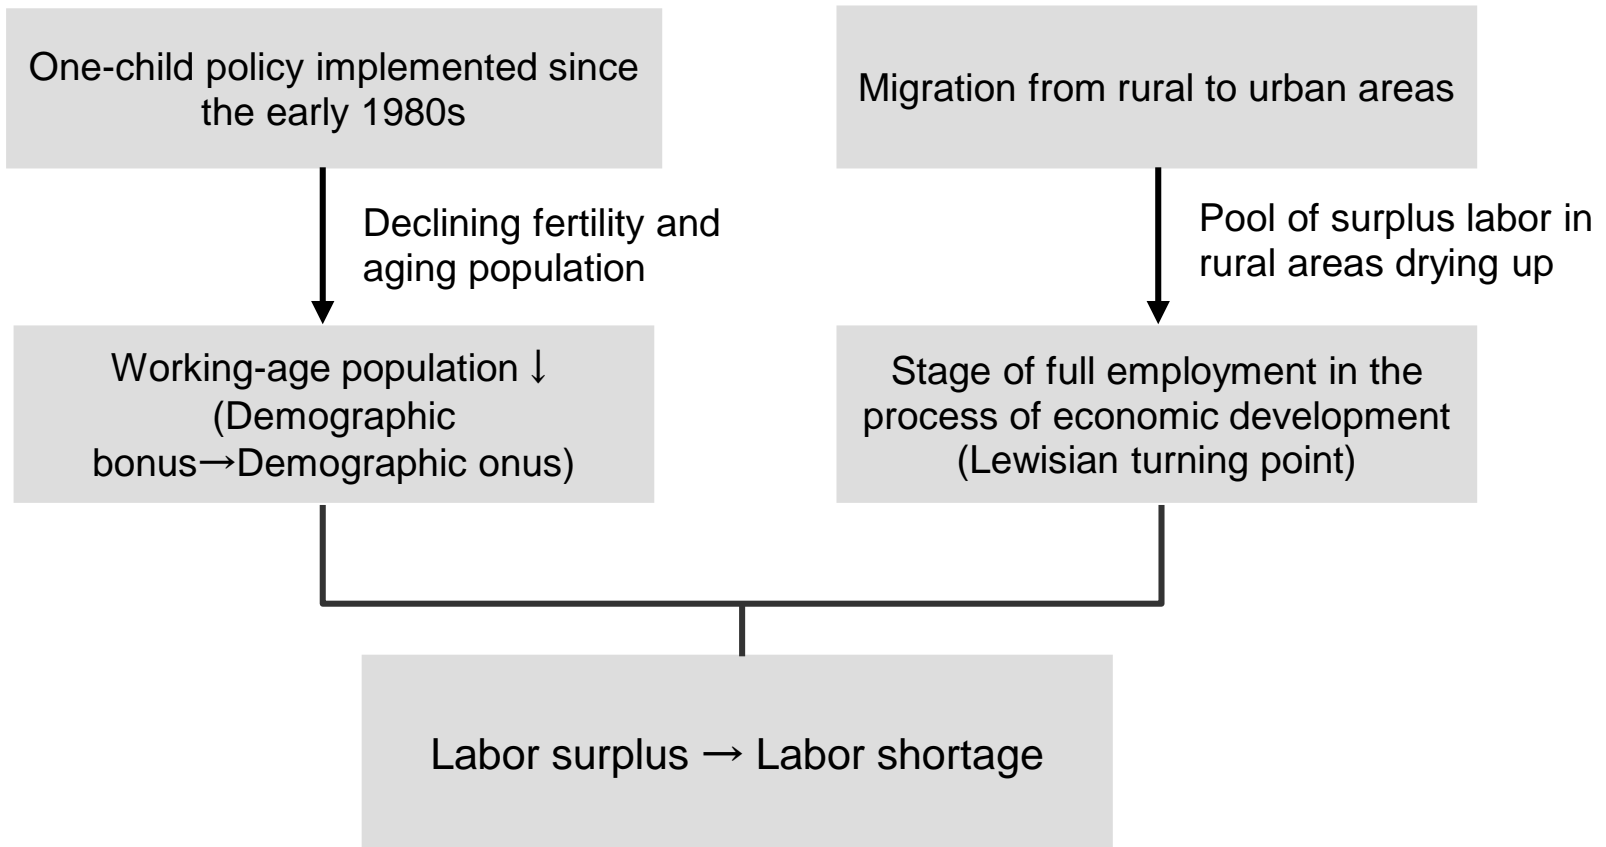 One-child policy implemented since
the early 1980s
Migration from rural to urban areas
Declining fertility and
aging population
Pool of surplus labor in
rural areas drying up
Working-age population ↓
(Demographic
bonus→Demographic onus)
Stage of full employment in the
process of economic development
(Lewisian turning point)
Labor surplus → Labor shortage